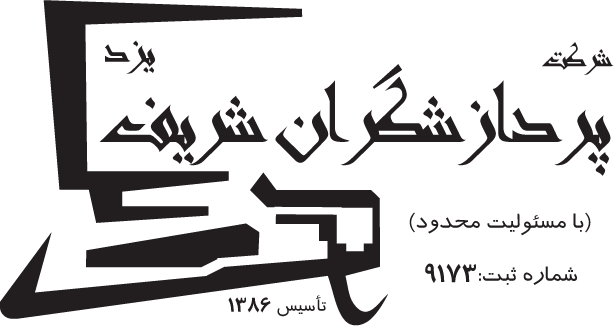 شرکت
پردازشگران شریف یزد
(با مسئولیت محدود)
شماره ثبت:۹۱۷۳
تأسیس ۱۳۸۶